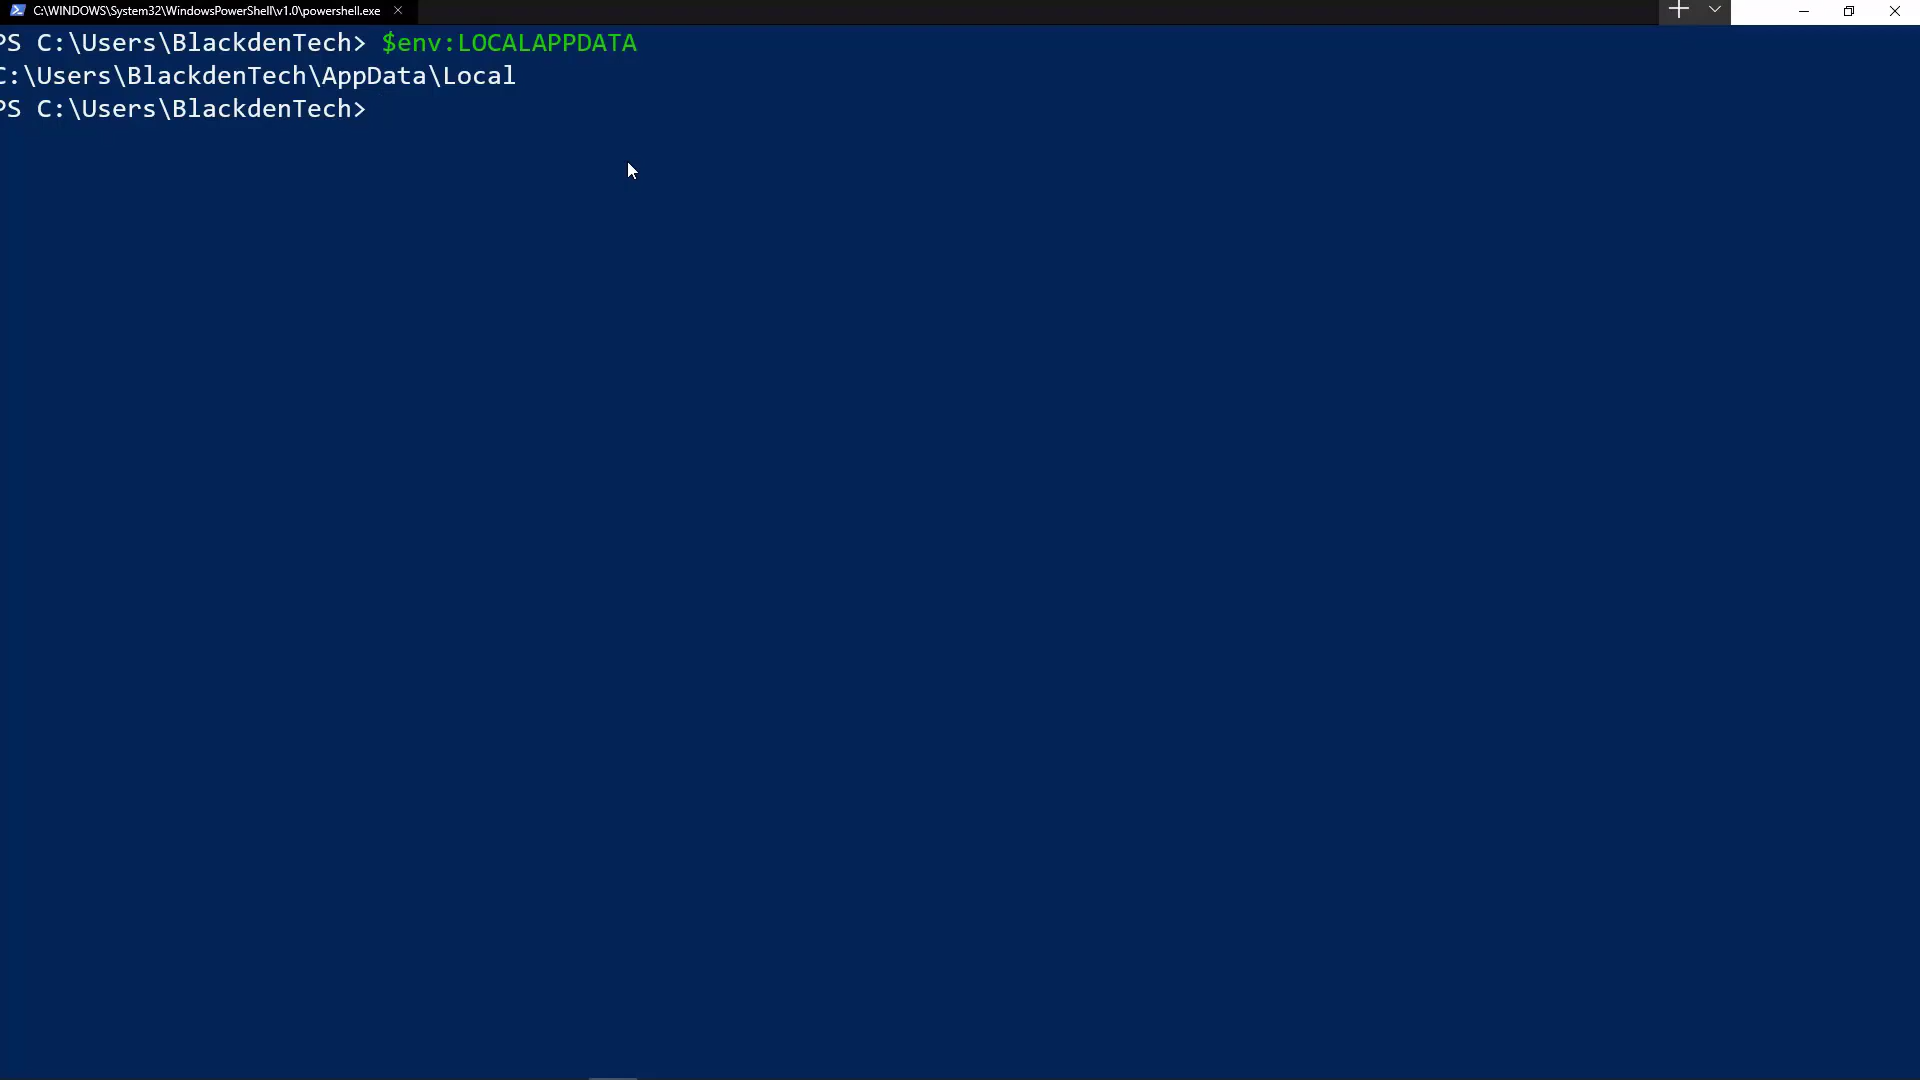 C:\WINDOWS\System32\WindowsPowerShell\v1.0\powershell.exe
PS C:\Users\BlackdenTech> $env:LOCALAPPDATA
C:\Users\BlackdenTech\AppData\Local
PS C:\Users\BlackdenTech>